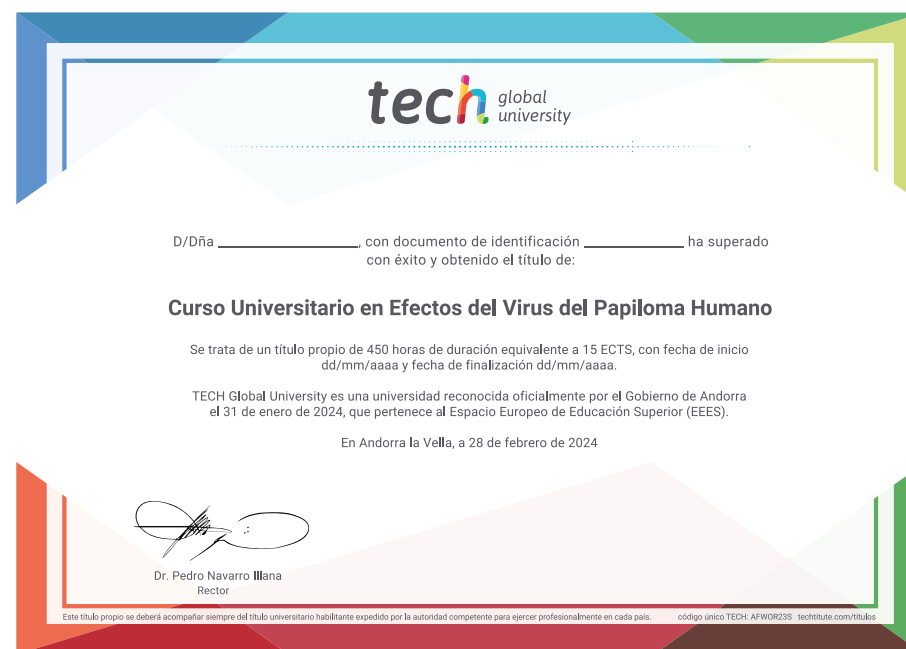 tech global university
D/Dña ______________, con documento de identificación __________ ha superado
con éxito y obtenido el título de:
Curso Universitario en Efectos del Virus del Papiloma Humano
Se trata de un título propio de 450 horas de duración equivalente a 15 ECTS, con fecha de inicio
dd/mm/aaaa y fecha de finalización dd/mm/aaaa.
TECH Global University es una universidad reconocida oficialmente por el Gobierno de Andorra
el 31 de enero de 2024, que pertenece al Espacio Europeo de Educación Superior (EEES).
En Andorra la Vella, a 28 de febrero de 2024
Dr. Pedro Navarro Illana
Rector
Este título propio se deberá acompañar siempre del título universitario habilitante expedido por la autoridad competente para ejercer profesionalmente en cada país. código único TECH: AFWOR23S techtitute.com/titulos